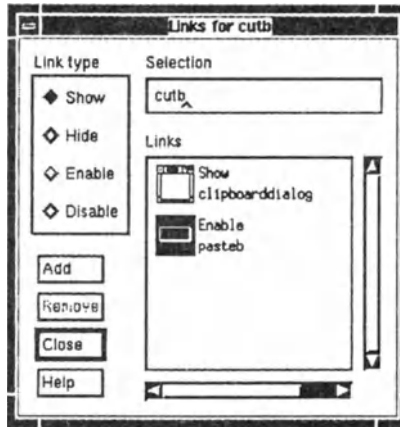 Links for cutb
Link type
Show
Hide
Enable
Disable
Add
Remove
Close
Help
Selection
cutb
Links
Show
clipboarddialog
Enable
pasteb